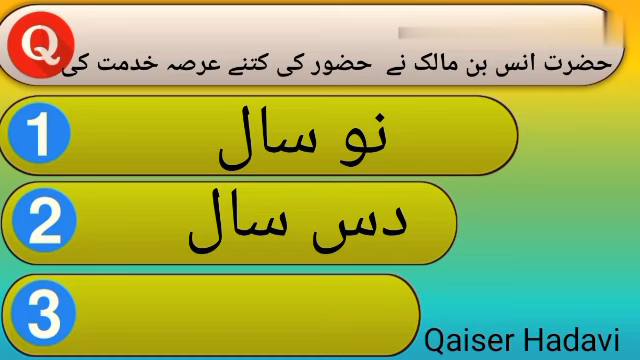 Q
حضرت انس بن مالک نے حضور کی کتنے عرصہ خدمت کی
1
نو سال
2
دس سال
3
Qaiser Hadavi